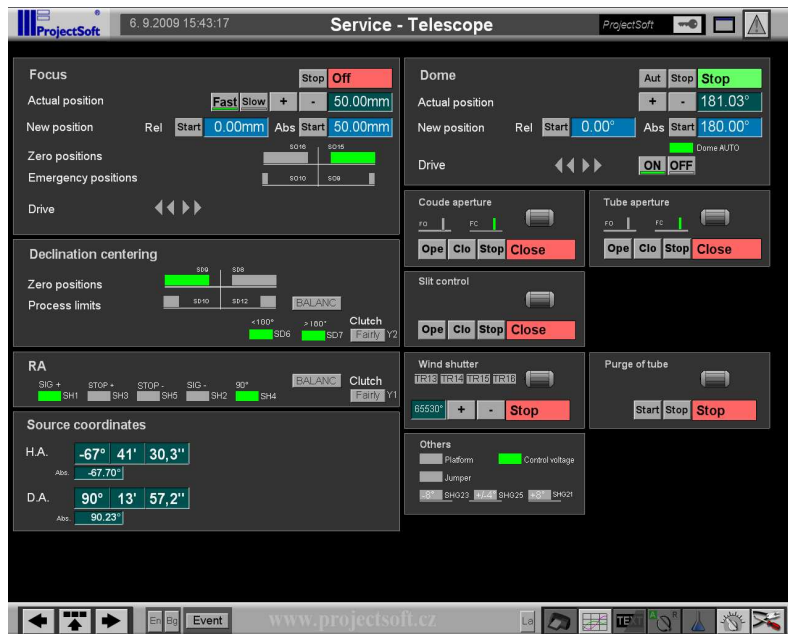 ProjectSoft
6. 9.2009 15:43:17
Service - Telescope
ProjectSoft
Focus
Stop Off
Actual position Fast Slow + - 50.00mm
New position Rel Start 0.00mm Abs Start 50.00mm
Zero positions SO16 SO15
Emergency positions SO10 SO9
Drive
Dome
Aut Stop Stop
Actual position + - 181.03°
New position Rel Start 0.00° Abs Start 180.00°
Dome AUTO
Drive ON OFF
Coude aperture
FO FC
Ope Clo Stop Close
Tube aperture
FO FC
Ope Clo Stop Close
Declination centering
SD9 SD8
Zero positions
Process limits SD10 SD12 BALANC
<100° >180° Clutch
SD6 SD7 Fairly Y2
Slit control
Ope Clo Stop Close
RA
BALANC Clutch
SIG + STOP + STOP - SIG - 90°
SH1 SH3 SH5 SH2 SH4 Fairly Y1
Wind shutter
TR13 TR14 TR15 TR16
65530° + - Stop
Purge of tube
Start Stop Stop
Source coordinates
H.A. -67° 41' 30,3''
Abs. -67.70°
D.A. 90° 13' 57,2''
Abs. 90.23°
Others
Platform Control voltage
Jumper
-8° SHG23 +/-4° SHG25 +8° SHG21
En Bg Event www.projectsoft.cz La
A R